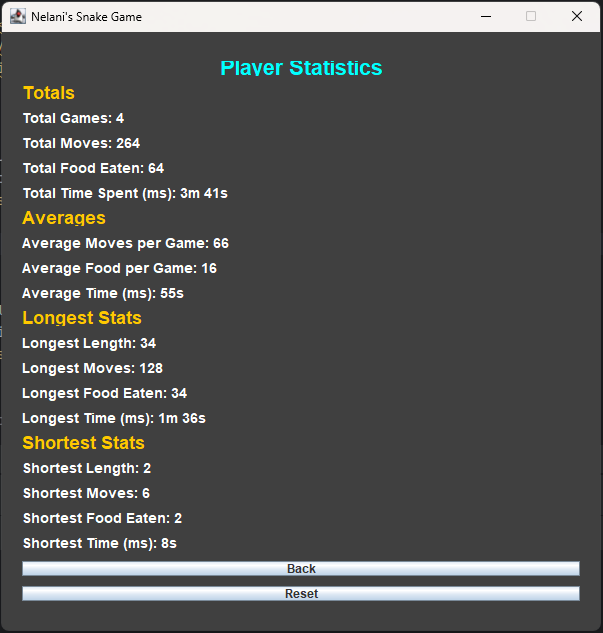 Nelani's Snake Game
Player Statistics
Totals
Total Games: 4
Total Moves: 264
Total Food Eaten: 64
Total Time Spent (ms): 3m 41s
Averages
Average Moves per Game: 66
Average Food per Game: 16
Average Time (ms): 55s
Longest Stats
Longest Length: 34
Longest Moves: 128
Longest Food Eaten: 34
Longest Time (ms): 1m 36s
Shortest Stats
Shortest Length: 2
Shortest Moves: 6
Shortest Food Eaten: 2
Shortest Time (ms): 8s
Back
Reset